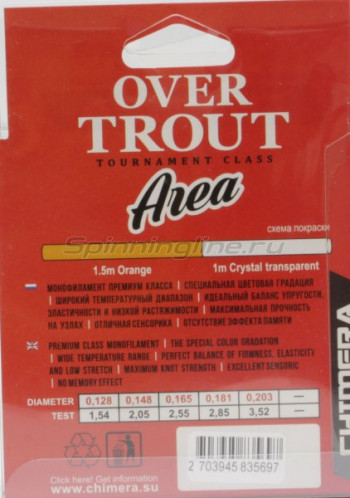 OVER
TROUT
TOURNAMENT CLASS
Area
схема покраски
Spinningline.ru
1.5m Orange 1m Crystal transparent
МОНОФИЛАМЕНТ ПРЕМИУМ КЛАССА | СПЕЦИАЛЬНАЯ ЦВЕТОВАЯ ГРАДАЦИЯ
| ШИРОКИЙ ТЕМПЕРАТУРНЫЙ ДИАПАЗОН | ИДЕАЛЬНЫЙ БАЛАНС УПРУГОСТИ,
ЭЛАСТИЧНОСТИ И НИЗКОЙ РАСТЯЖИМОСТИ | МАКСИМАЛЬНАЯ ПРОЧНОСТЬ
НА УЗЛАХ | ОТЛИЧНАЯ СЕНСОРИКА | ОТСУТСТВИЕ ЭФФЕКТА ПАМЯТИ
PREMIUM CLASS MONOFILAMENT | THE SPECIAL COLOR GRADATION
| WIDE TEMPERATURE RANGE | PERFECT BALANCE OF FIRMNESS, ELASTICITY
AND LOW STRETCH | MAXIMUM KNOT STRENGTH | EXCELLENT SENSORIC
| NO MEMORY EFFECT
DIAMETER 0,128 0,148 0,165 0,181 0,203 —
TEST 1,54 2,05 2,55 2,85 3,52 —
2 703945 835697
Click here! Get information
www.chimera.su
CHIMERA